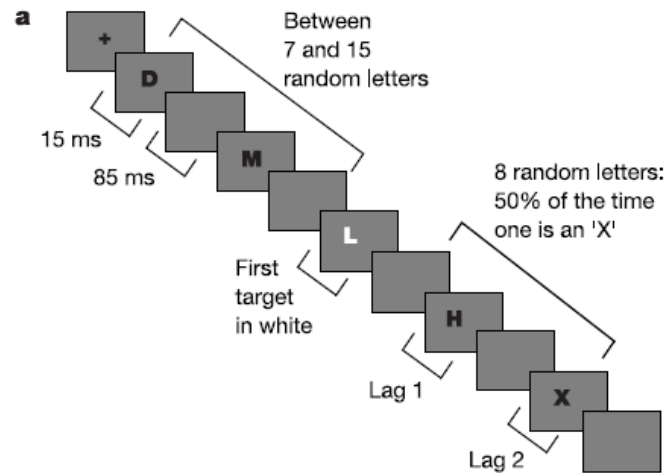 a
+
Between
7 and 15
random letters
D
15 ms
M
85 ms
8 random letters:
50% of the time
one is an 'X'
L
First
target
in white
H
Lag 1
X
Lag 2